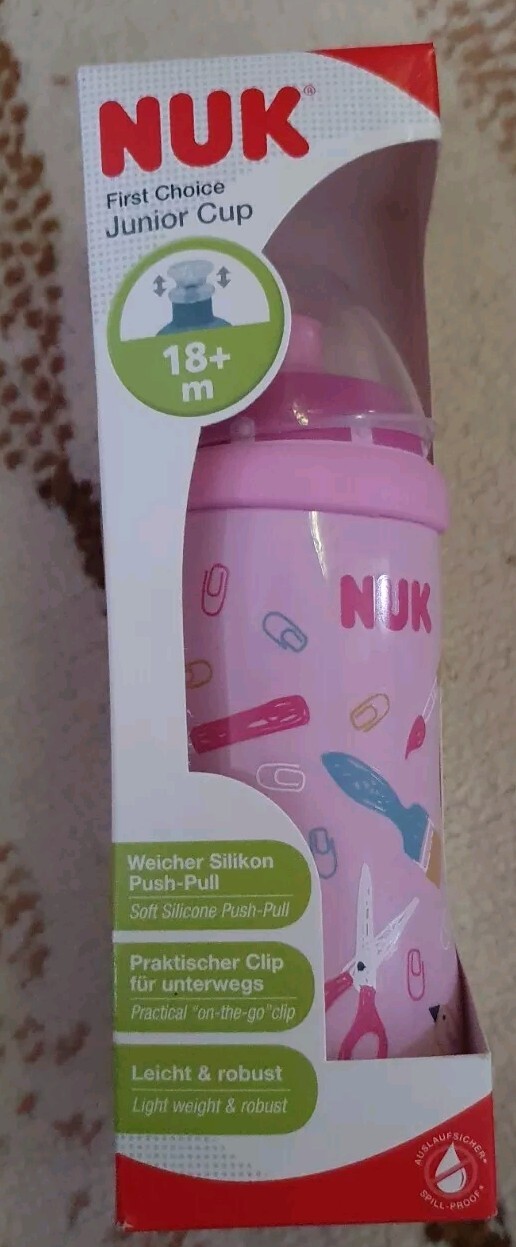 NUK®
First Choice
Junior Cup
18+
m
NUK
Weicher Silikon
Push-Pull
Soft Silicone Push-Pull
Praktischer Clip
für unterwegs
Practical "on-the-go"clip
Leicht & robust
Light weight & robust
AUSLAUFSICHER*
SPILL-PROOF*